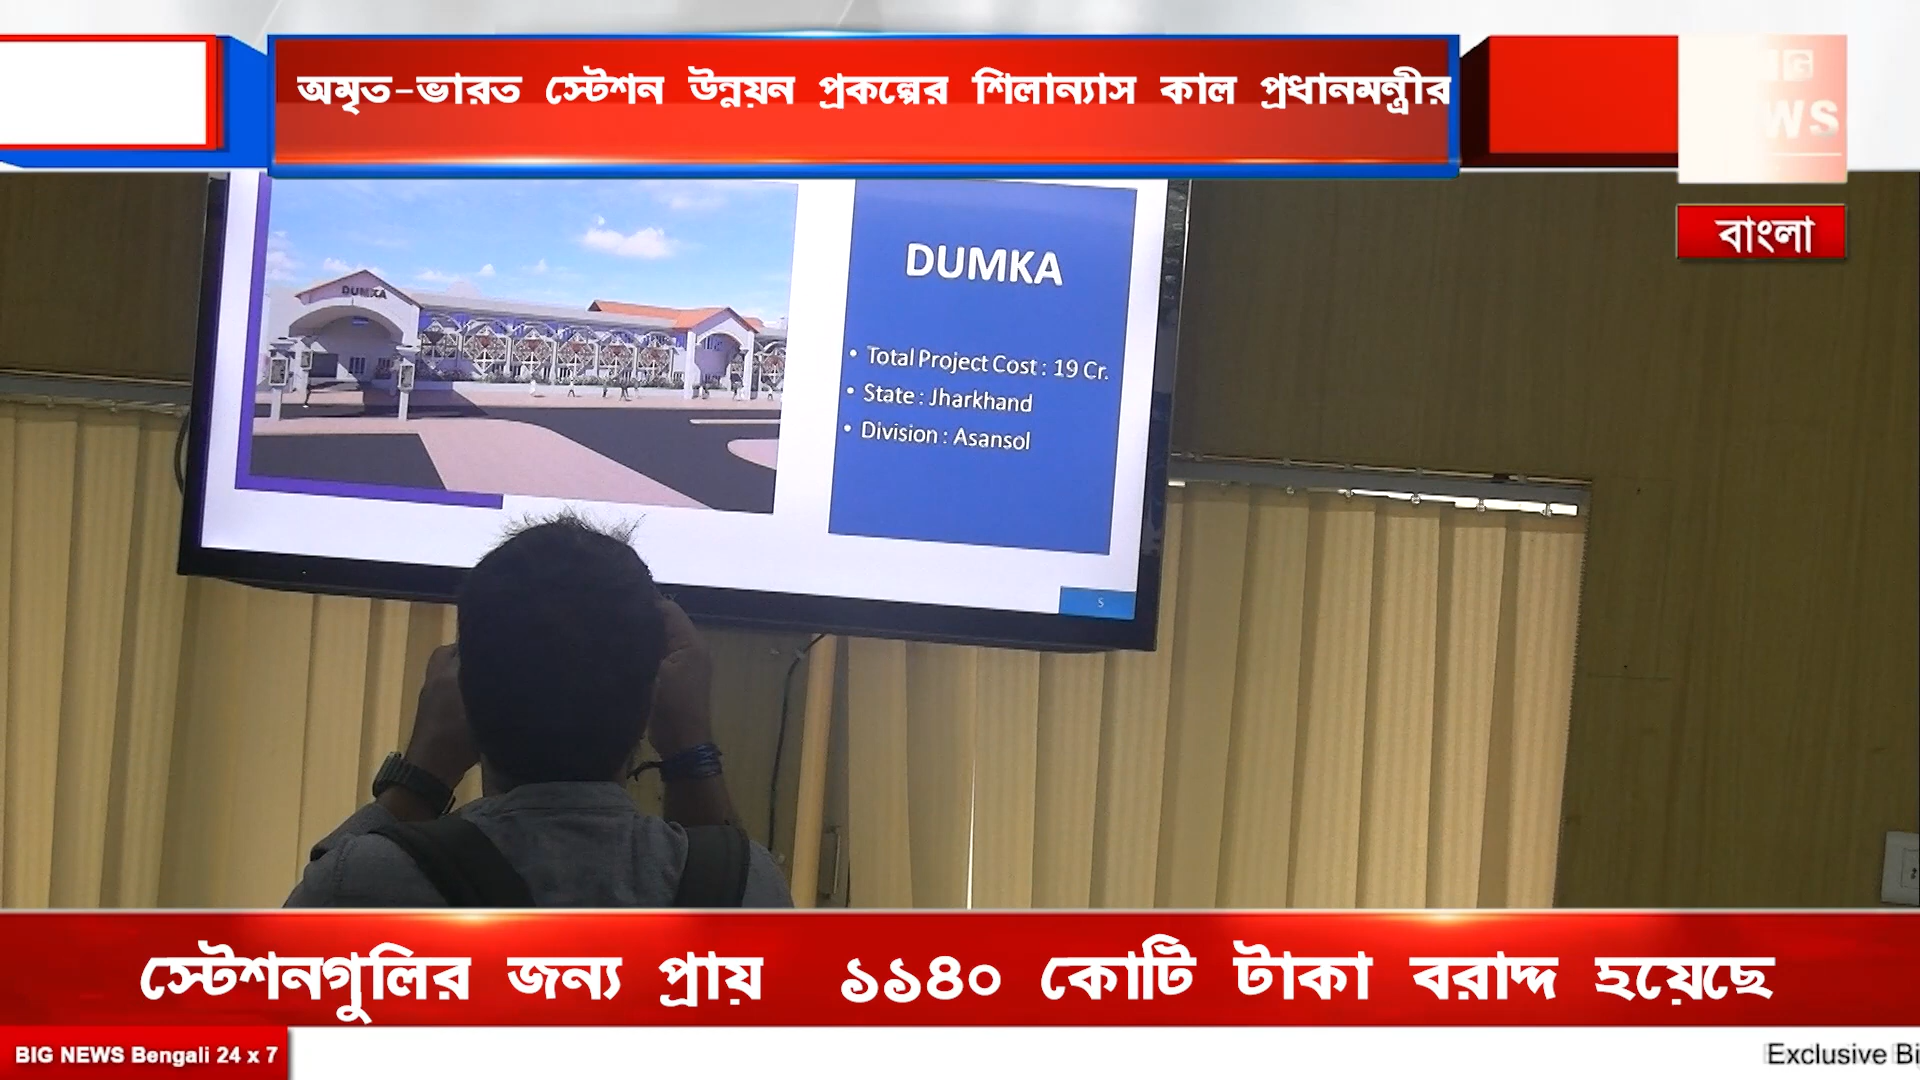 অমৃত-ভারত স্টেশন উন্নয়ন প্রকল্পের শিলান্যাস কাল প্রধানমন্ত্রীর
বাংলা
DUMKA
DUMKA
• Total Project Cost : 19 Cr.
• State : Jharkhand
• Division : Asansol
5
স্টেশনগুলির জন্য প্রায় ১১৪০ কোটি টাকা বরাদ্দ হয়েছে
BIG NEWS Bengali 24 x 7
Exclusive